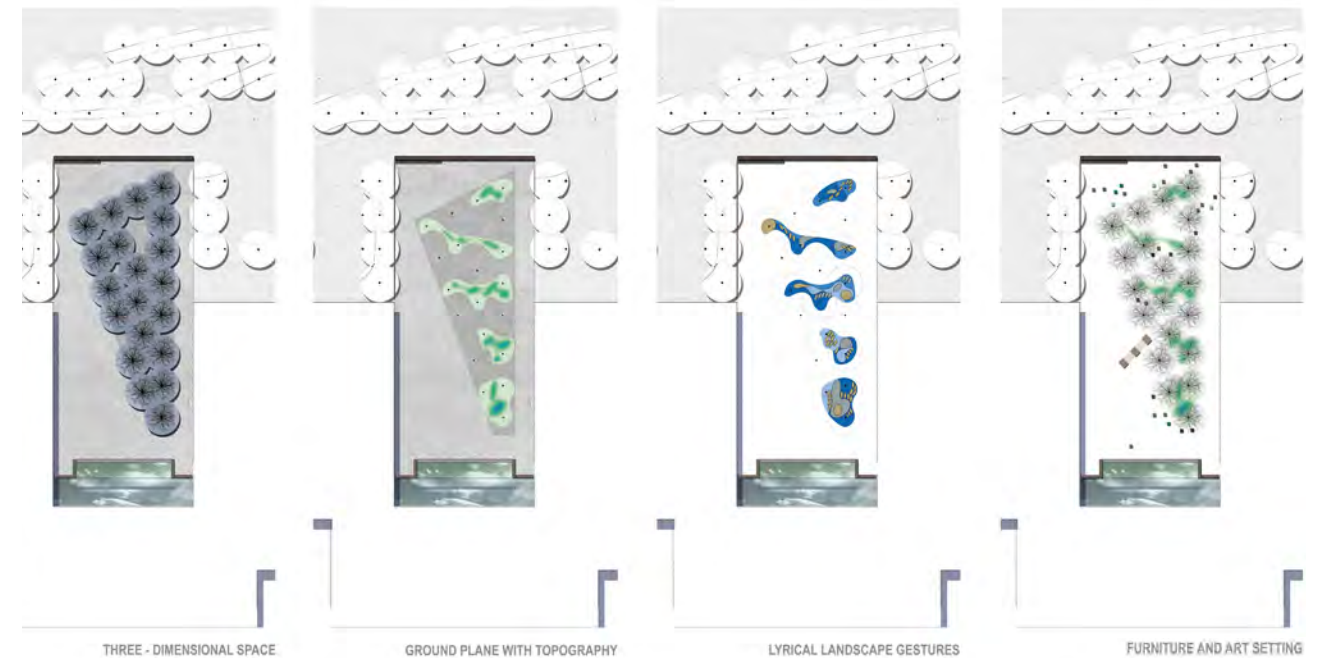 THREE - DIMENSIONAL SPACE
GROUND PLANE WITH TOPOGRAPHY
LYRICAL LANDSCAPE GESTURES
FURNITURE AND ART SETTING